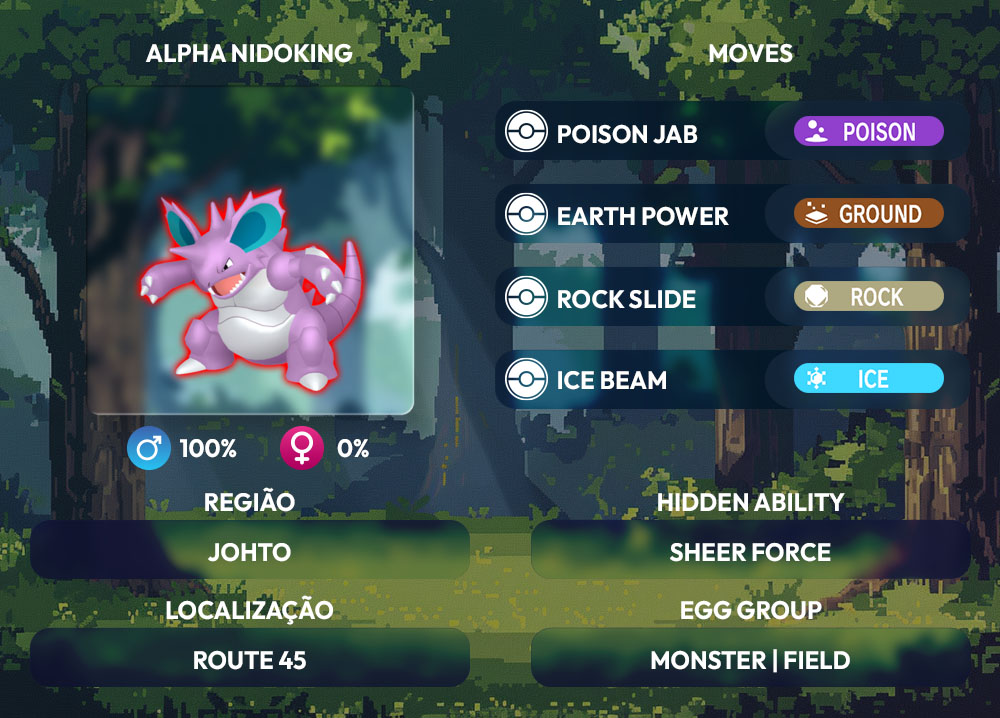 ALPHA NIDOKING
♂ 100% ♀ 0%
REGIÃO
JOHTO
LOCALIZAÇÃO
ROUTE 45
MOVES
POISON JAB POISON
EARTH POWER GROUND
ROCK SLIDE ROCK
ICE BEAM ICE
HIDDEN ABILITY
SHEER FORCE
EGG GROUP
MONSTER | FIELD